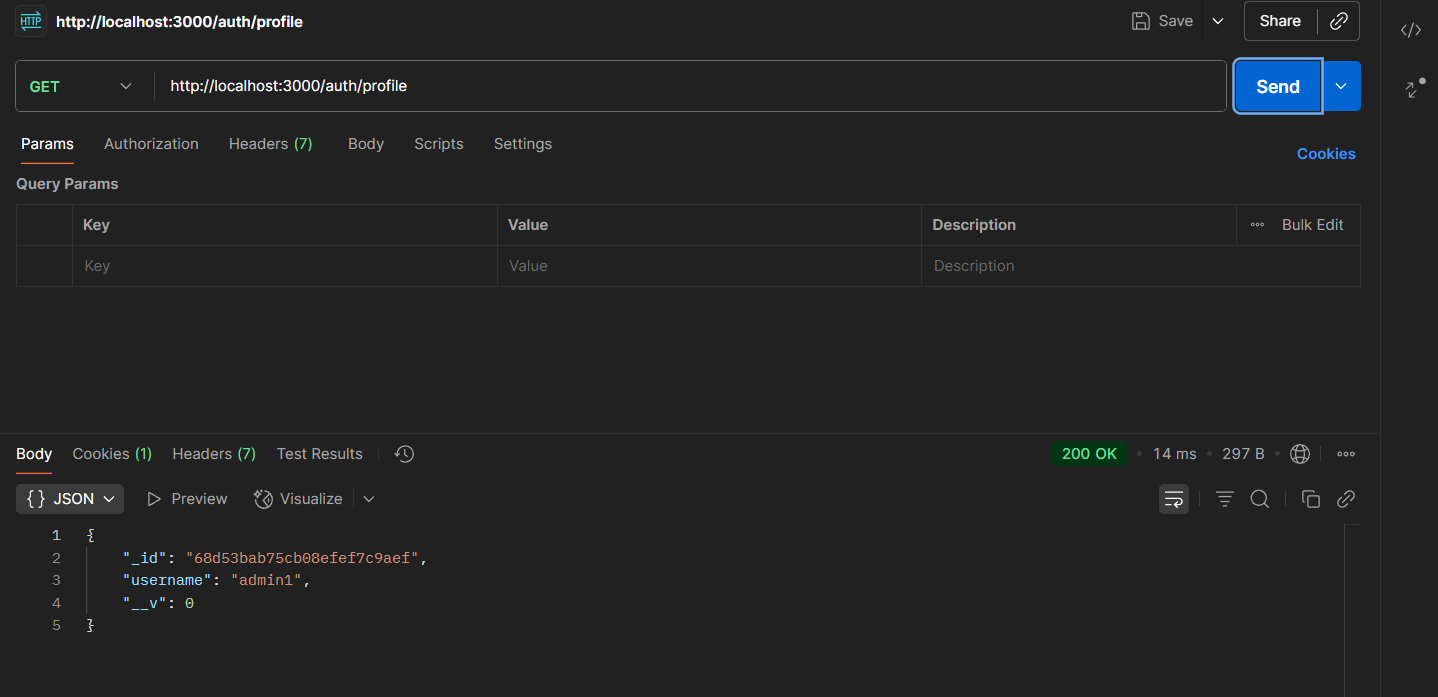 HTTP http://localhost:3000/auth/profile Save Share
GET http://localhost:3000/auth/profile Send
Params Authorization Headers (7) Body Scripts Settings Cookies
Query Params
Key Value Description Bulk Edit
Key Value Description
Body Cookies (1) Headers (7) Test Results 200 OK • 14 ms • 297 B •
{} JSON Preview Visualize
1 {
2 "_id": "68d53bab75cb08efef7c9aef",
3 "username": "admin1",
4 "__v": 0
5 }